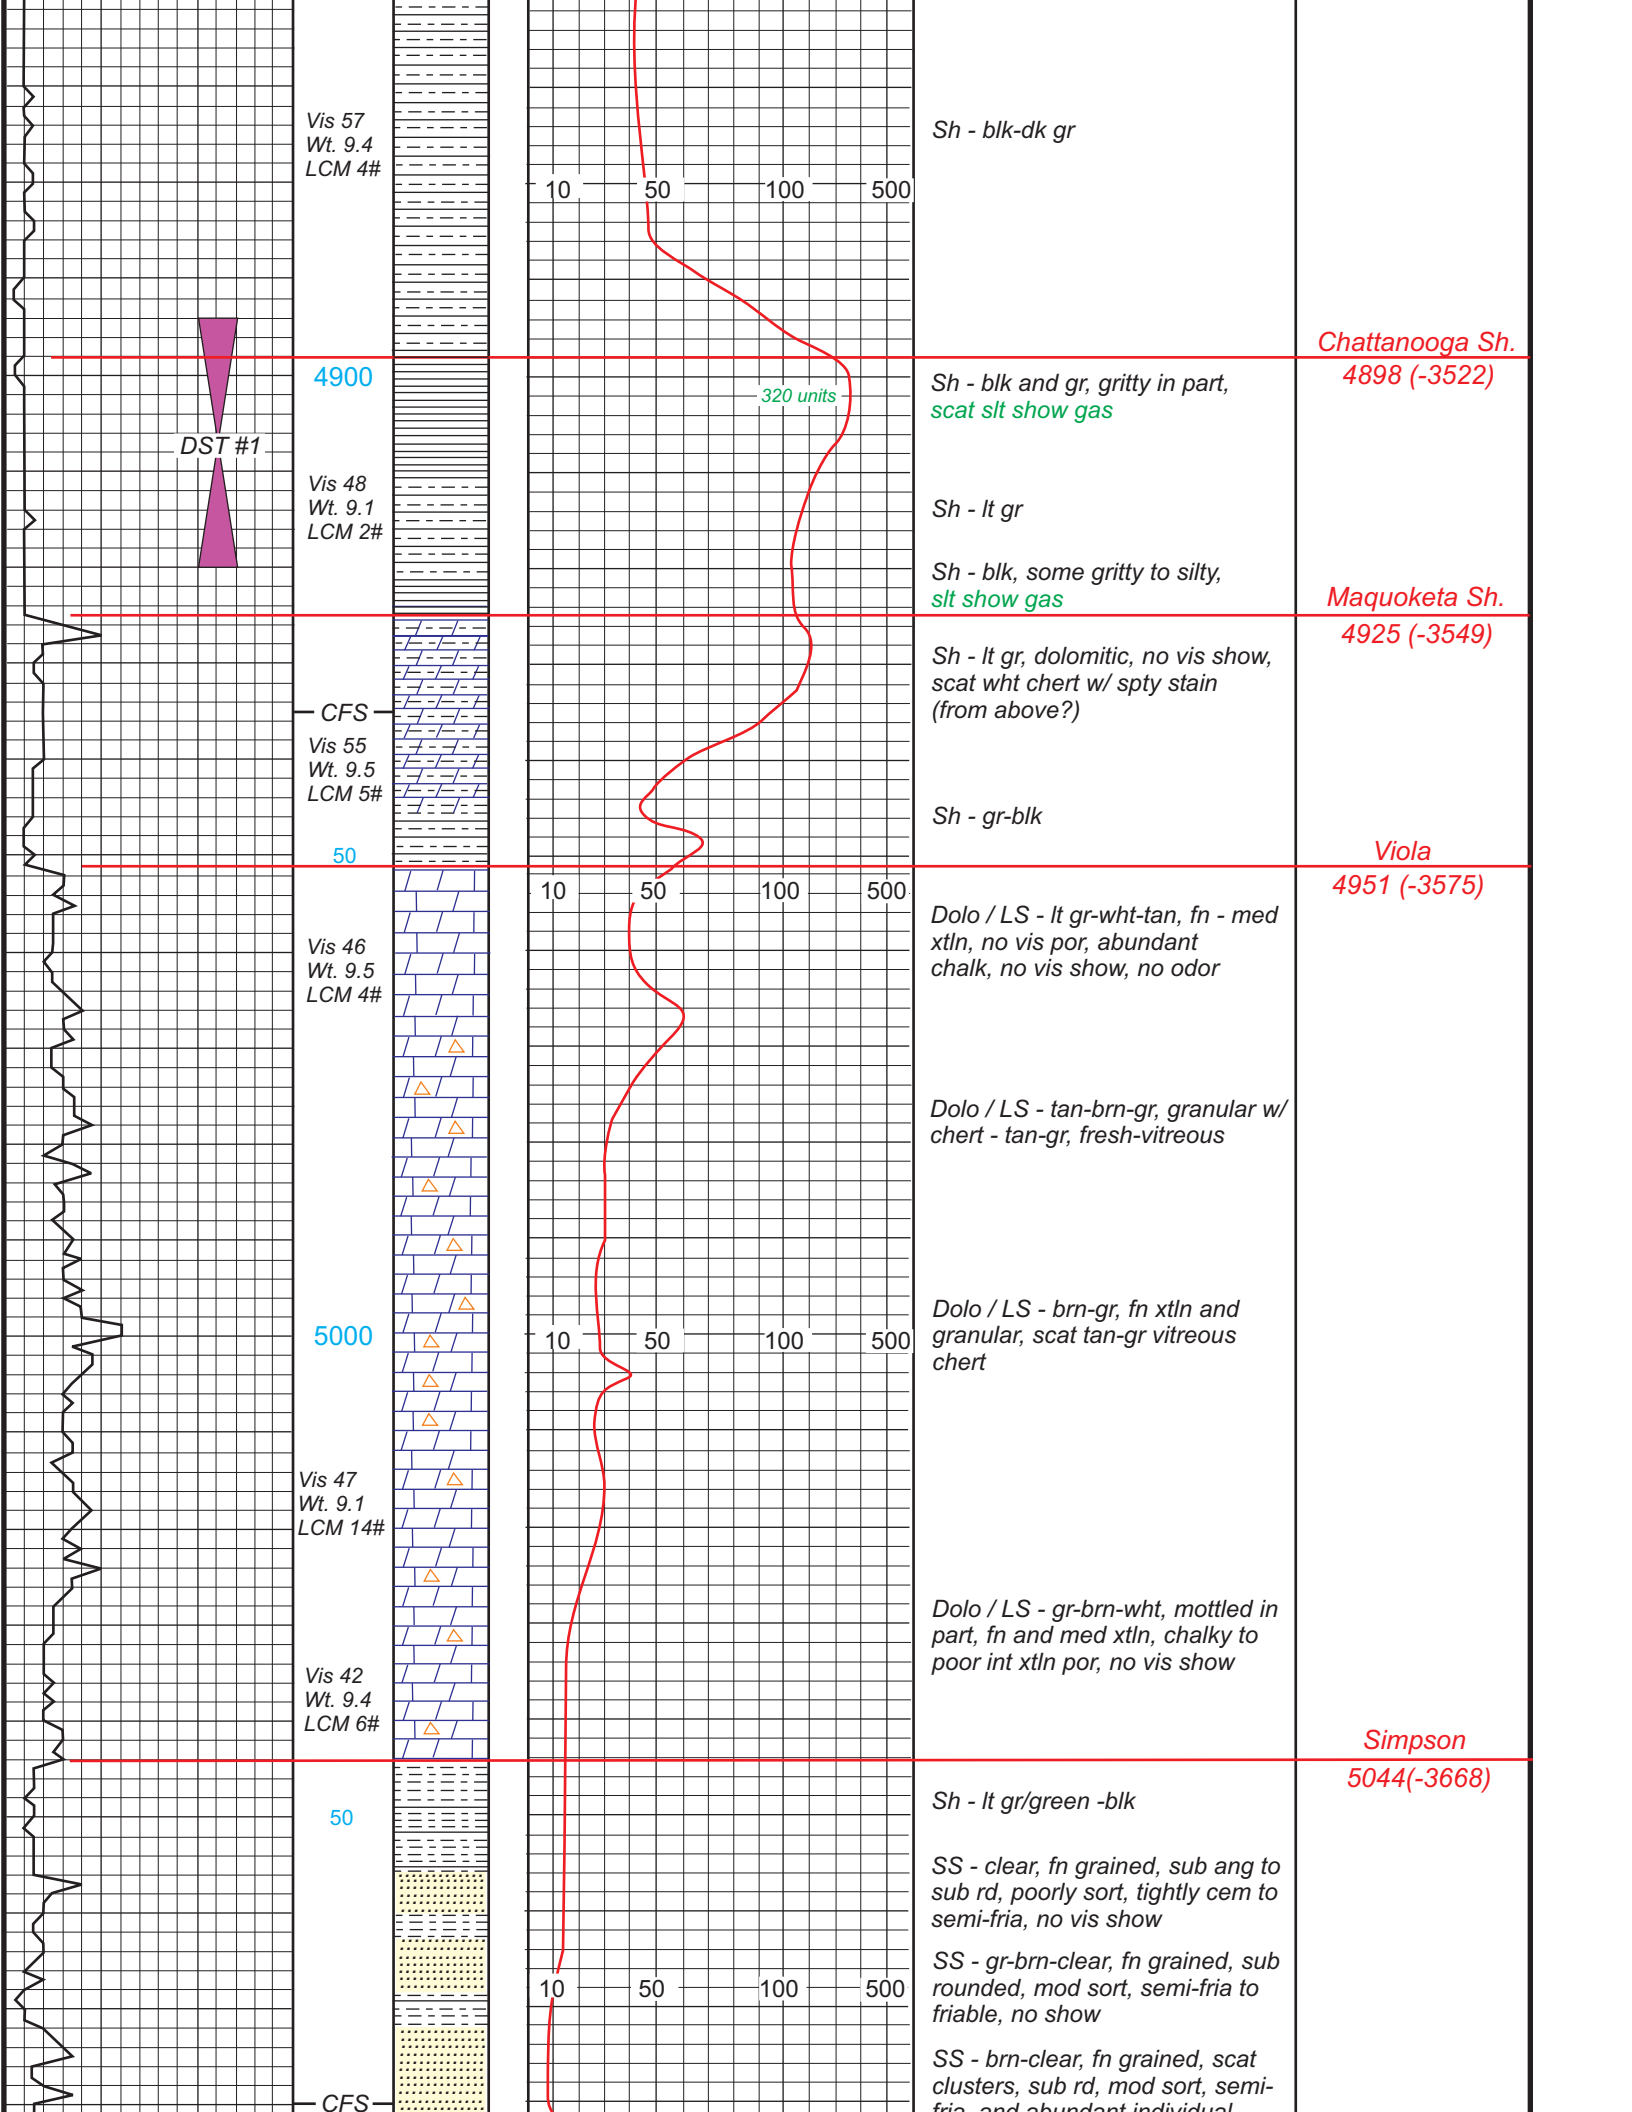 Vis 57
Wt. 9.4
LCM 4#
Sh - blk-dk gr
10 50 100 500
Chattanooga Sh.
4898 (-3522)
4900
320 units
Sh - blk and gr, gritty in part,
scat slt show gas
DST #1
Vis 48
Wt. 9.1
LCM 2#
Sh - lt gr
Sh - blk, some gritty to silty,
slt show gas
Maquoketa Sh.
4925 (-3549)
Sh - lt gr, dolomitic, no vis show,
scat wht chert w/ spty stain
(from above?)
CFS
Vis 55
Wt. 9.5
LCM 5#
Sh - gr-blk
50
Viola
4951 (-3575)
10 50 100 500
Dolo / LS - lt gr-wht-tan, fn - med
xtln, no vis por, abundant
chalk, no vis show, no odor
Vis 46
Wt. 9.5
LCM 4#
Dolo / LS - tan-brn-gr, granular w/
chert - tan-gr, fresh-vitreous
Dolo / LS - brn-gr, fn xtln and
granular, scat tan-gr vitreous
chert
5000
10 50 100 500
Vis 47
Wt. 9.1
LCM 14#
Dolo / LS - gr-brn-wht, mottled in
part, fn and med xtln, chalky to
poor int xtln por, no vis show
Vis 42
Wt. 9.4
LCM 6#
Simpson
5044(-3668)
Sh - lt gr/green -blk
50
SS - clear, fn grained, sub ang to
sub rd, poorly sort, tightly cem to
semi-fria, no vis show
SS - gr-brn-clear, fn grained, sub
rounded, mod sort, semi-fria to
friable, no show
10 50 100 500
SS - brn-clear, fn grained, scat
clusters, sub rd, mod sort, semi-
fria, and abundant individual
CFS